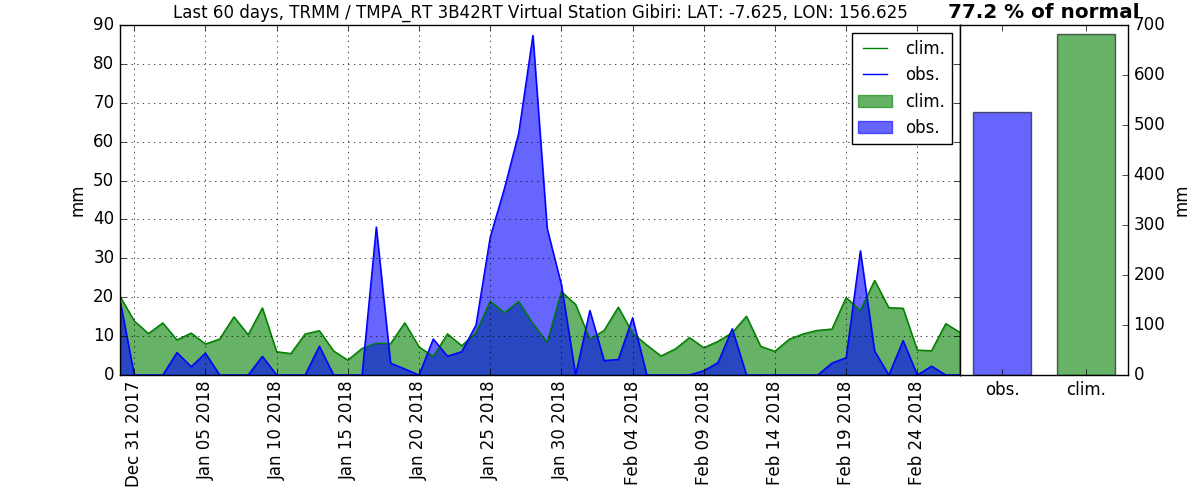 Last 60 days, TRMM / TMPA_RT 3B42RT Virtual Station Gibiri: LAT: -7.625, LON: 156.625
77.2 % of normal
90
80
70
60
50
40
30
20
10
0
mm
clim.
obs.
clim.
obs.
Dec 31 2017
Jan 05 2018
Jan 10 2018
Jan 15 2018
Jan 20 2018
Jan 25 2018
Jan 30 2018
Feb 04 2018
Feb 09 2018
Feb 14 2018
Feb 19 2018
Feb 24 2018
700
600
500
400
300
200
100
0
mm
obs.
clim.